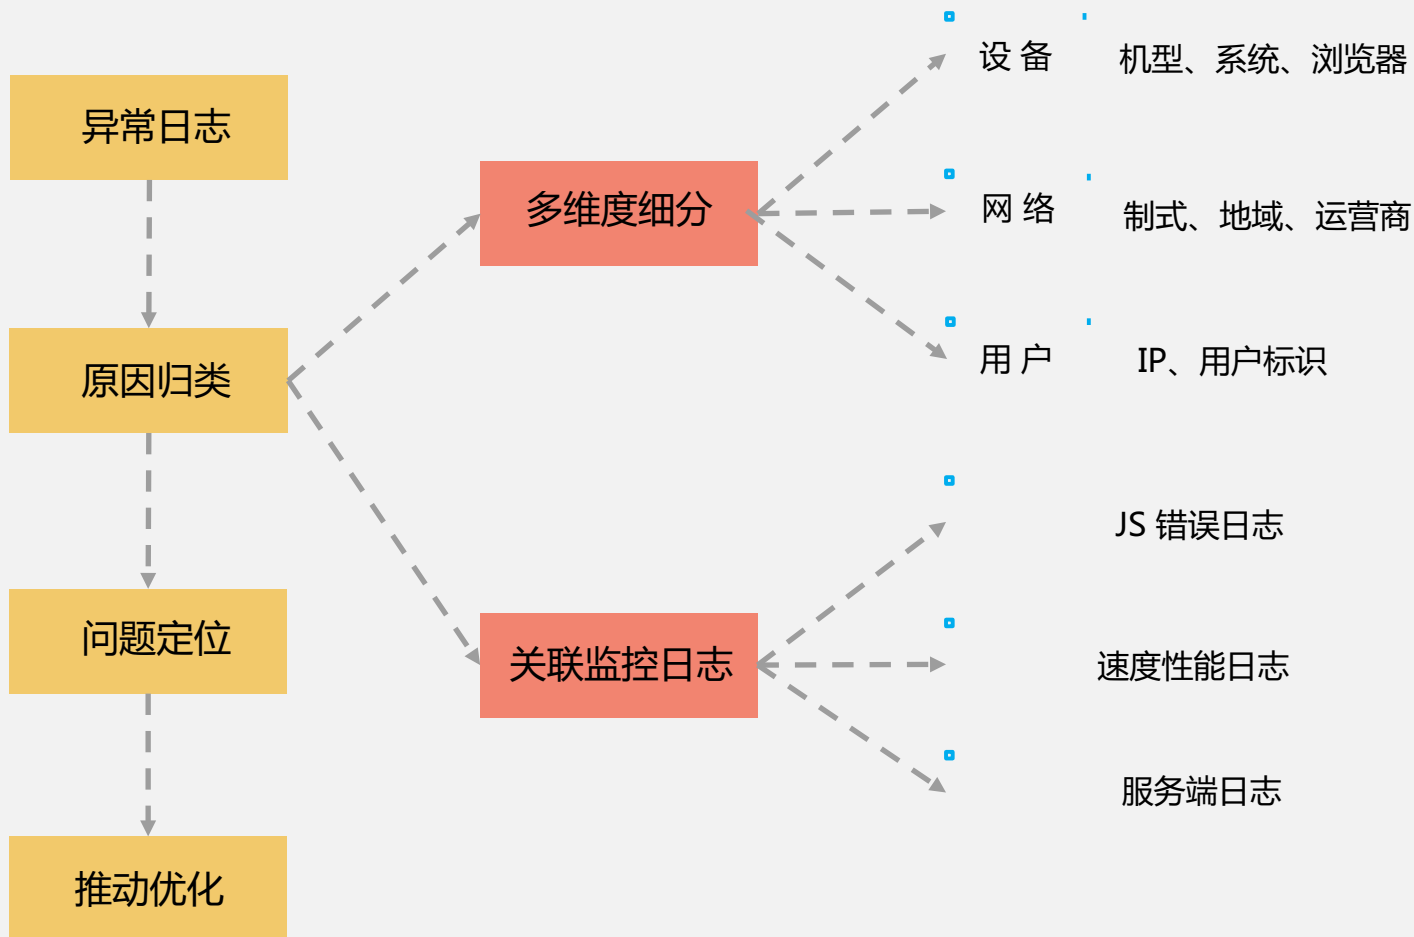 异常日志
原因归类
问题定位
推动优化
多维度细分
关联监控日志
设 备 机型、系统、浏览器
网 络 制式、地域、运营商
用 户 IP、用户标识
JS 错误日志
速度性能日志
服务端日志